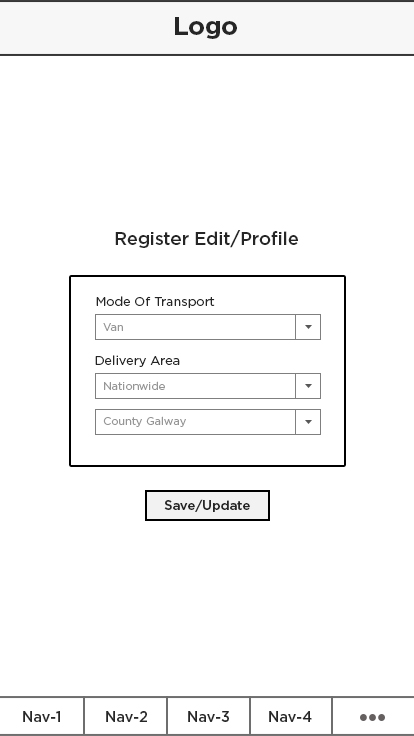 Logo
Register Edit/Profile
Mode Of Transport
Van
Delivery Area
Nationwide
County Galway
Save/Update
Nav-1 Nav-2 Nav-3 Nav-4